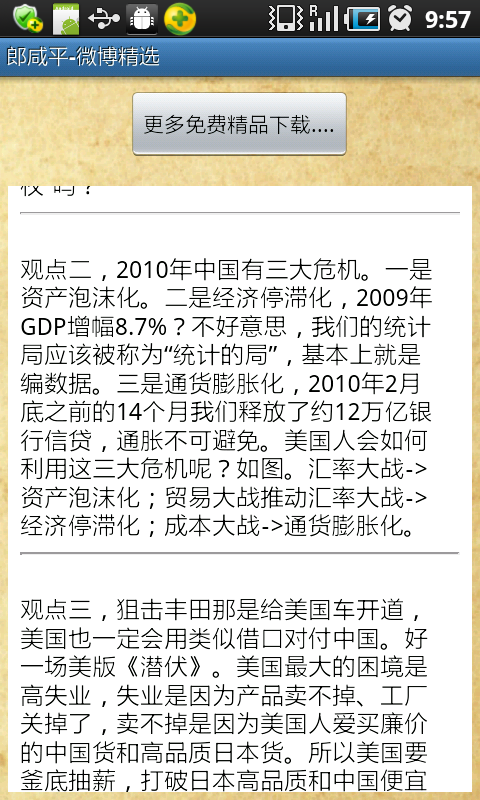 R
9:57
郎咸平-微博精选
更多免费精品下载....
权"吗？
观点二，2010年中国有三大危机。一是
资产泡沫化。二是经济停滞化，2009年
GDP增幅8.7%？不好意思，我们的统计
局应该被称为“统计的局”，基本上就是
编数据。三是通货膨胀化，2010年2月
底之前的14个月我们释放了约12万亿银
行信贷，通胀不可避免。美国人会如何
利用这三大危机呢？如图。汇率大战->
资产泡沫化；贸易大战推动汇率大战->
经济停滞化；成本大战->通货膨胀化。
观点三，狙击丰田那是给美国车开道，
美国也一定会用类似借口对付中国。好
一场美版《潜伏》。美国最大的困境是
高失业，失业是因为产品卖不掉、工厂
关掉了，卖不掉是因为美国人爱买廉价
的中国货和高品质日本货。所以美国要
釜底抽薪，打破日本高品质和中国便宜